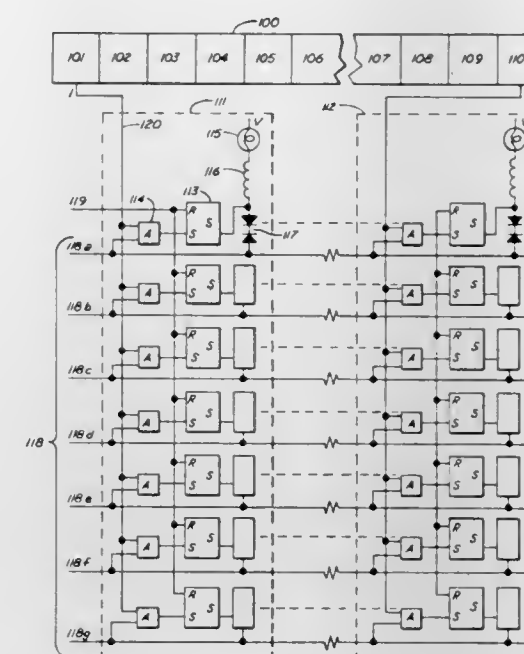 100
101 102 103 104 105 106 107 108 109 110
1 111 112
120 115 V V
116
119 114 113
R R
A S S 117 A S S
118a
R R
A S S A S S
118b
R R
A S S A S S
118c
R R
A S S A S S
118d
118
R R
A S S A S S
118e
R R
A S S A S S
118f
R R
A S S A S S
118g